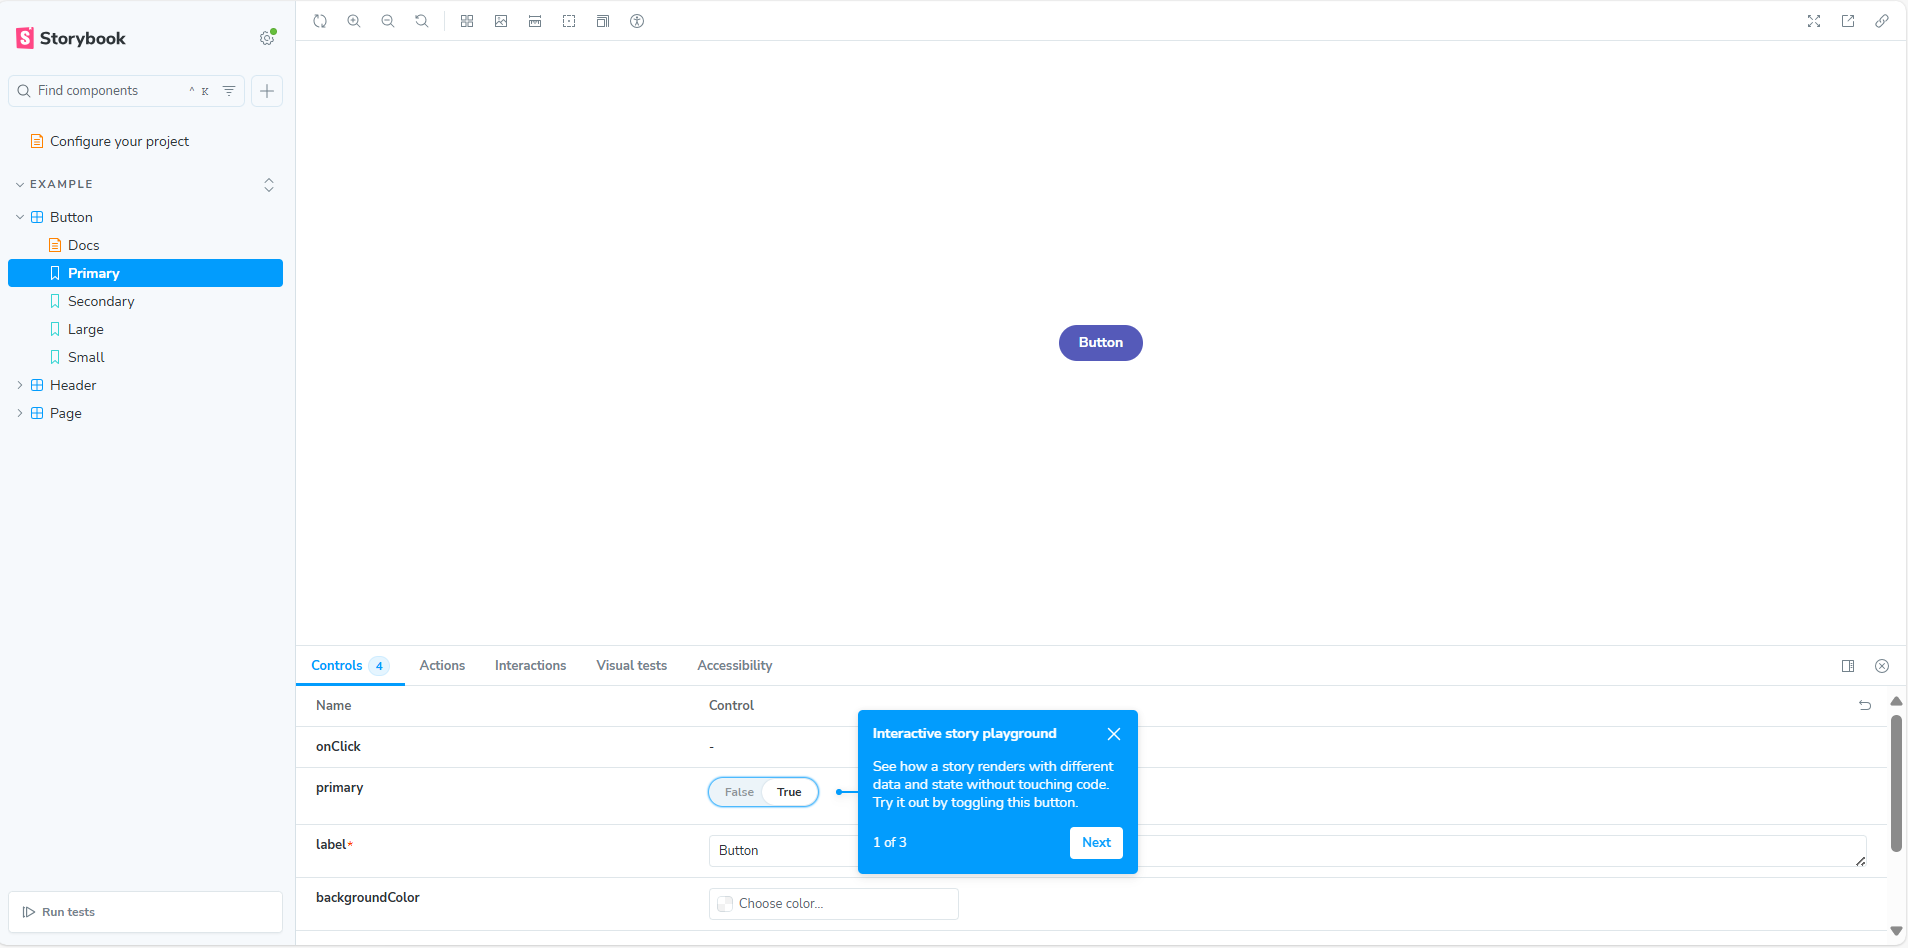 Storybook
Find components
^ K
Configure your project
EXAMPLE
Button
Docs
Primary
Secondary
Large
Small
Header
Page
Run tests
Button
Controls 4 Actions Interactions Visual tests Accessibility
Name Control
onClick -
primary False True
label* Button
backgroundColor Choose color...
Interactive story playground
See how a story renders with different
data and state without touching code.
Try it out by toggling this button.
1 of 3 Next